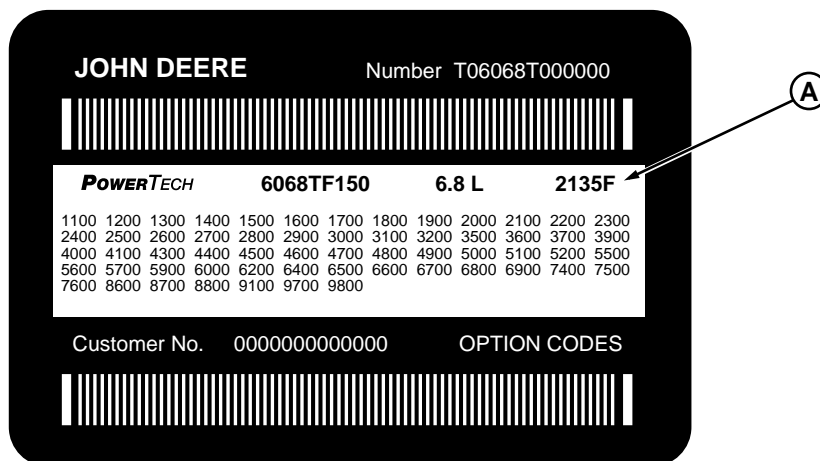 JOHN DEERE Number T06068T000000
A
POWERTECH 6068TF150 6.8 L 2135F
1100 1200 1300 1400 1500 1600 1700 1800 1900 2000 2100 2200 2300
2400 2500 2600 2700 2800 2900 3000 3100 3200 3500 3600 3700 3900
4000 4100 4300 4400 4500 4600 4700 4800 4900 5000 5100 5200 5500
5600 5700 5900 6000 6200 6400 6500 6600 6700 6800 6900 7400 7500
7600 8600 8700 8800 9100 9700 9800
Customer No. 0000000000000 OPTION CODES